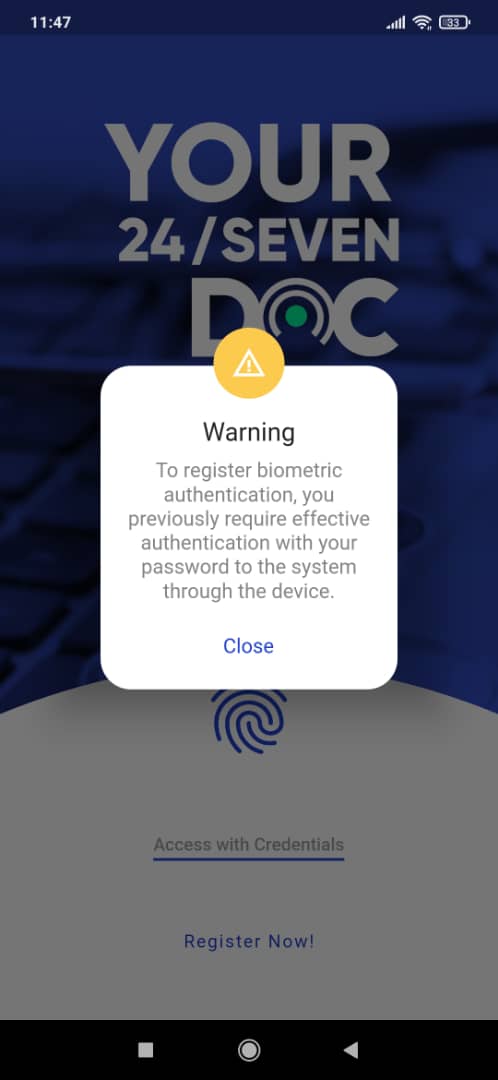 11:47
33
YOUR
24/SEVEN
DOC
Warning
To register biometric
authentication, you
previously require effective
authentication with your
password to the system
through the device.
Close
Access with Credentials
Register Now!